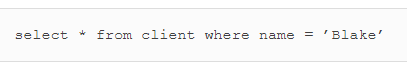 select * from client where name = ’Blake’